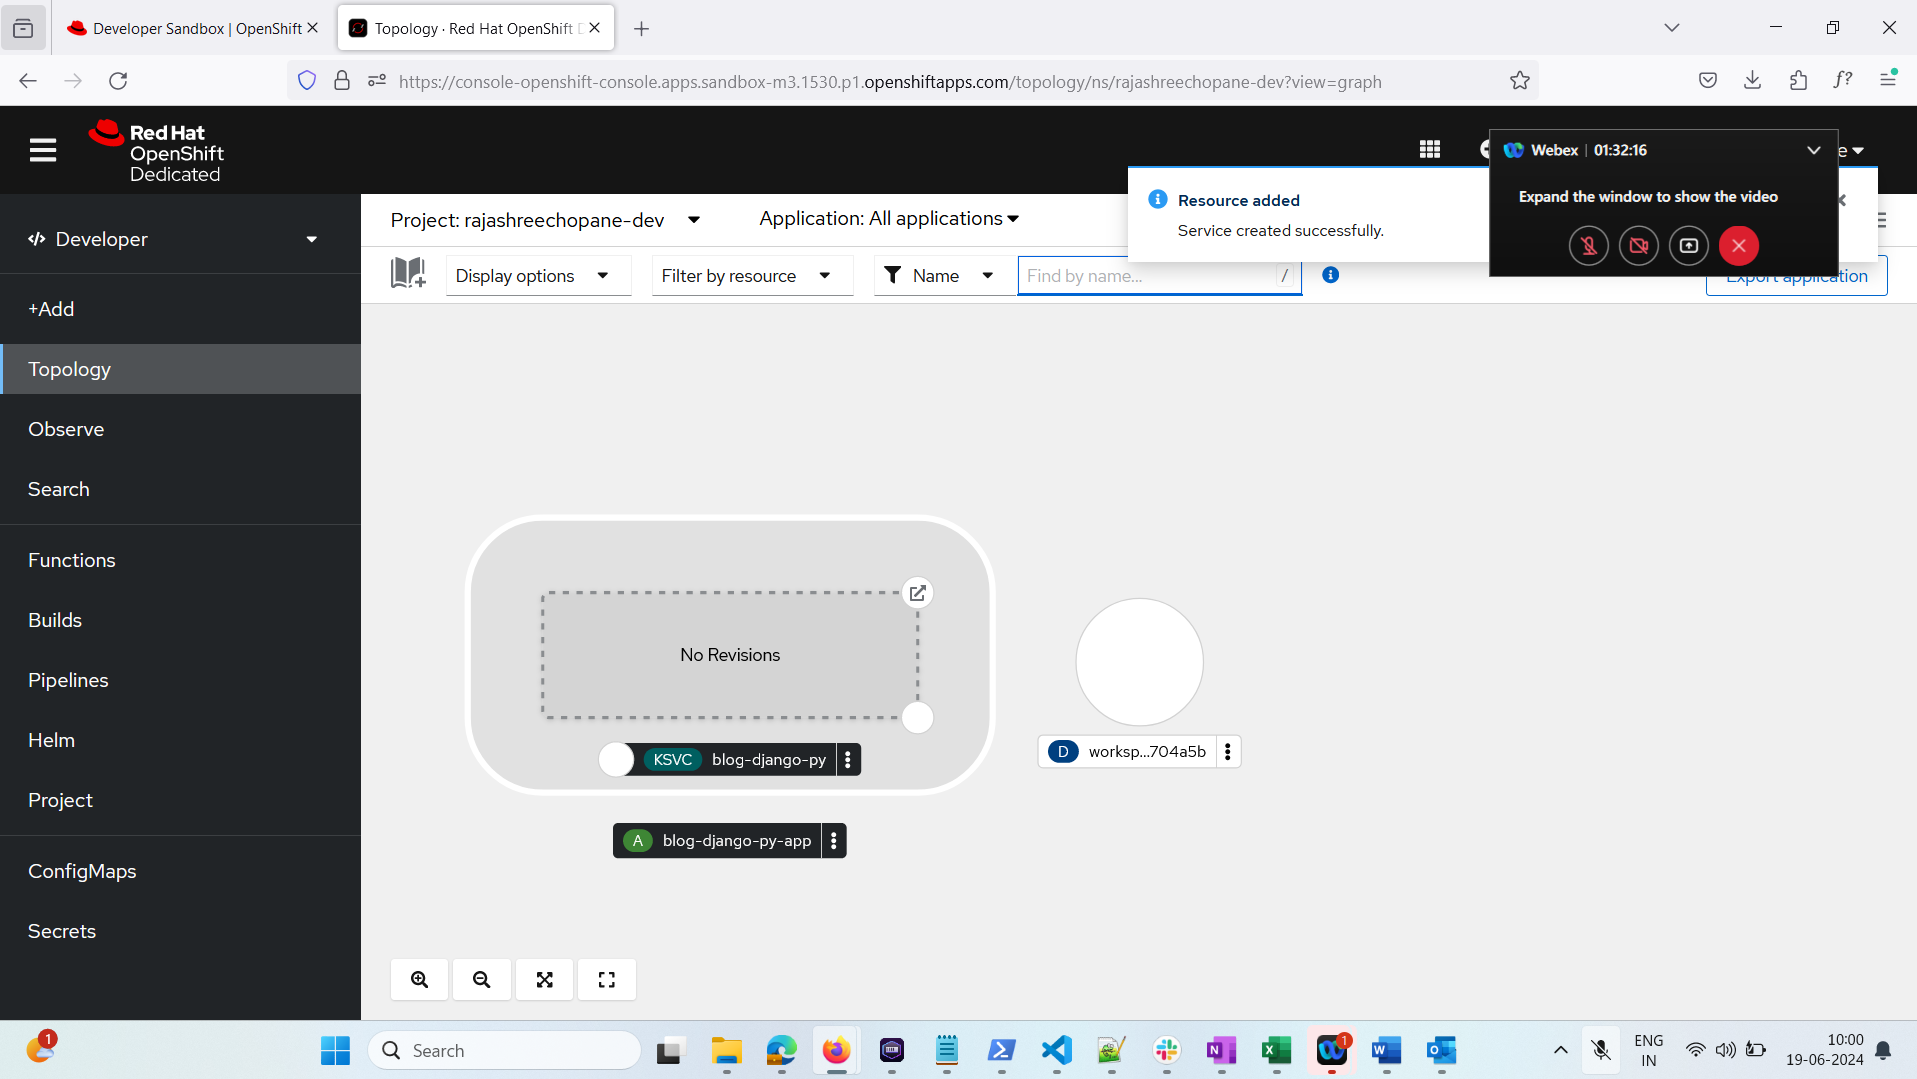 Developer Sandbox | OpenShift
Topology · Red Hat OpenShift D
https://console-openshift-console.apps.sandbox-m3.1530.p1.openshiftapps.com/topology/ns/rajashreechopane-dev?view=graph
Red Hat
OpenShift
Dedicated
e
Webex | 01:32:16
Expand the window to show the video
Resource added
Service created successfully.
Developer
Project: rajashreechopane-dev
Application: All applications
Display options
Filter by resource
Name
Find by name...
/
Export application
+Add
Topology
Observe
Search
Functions
Builds
Pipelines
Helm
Project
ConfigMaps
Secrets
No Revisions
KSVC blog-django-py
A blog-django-py-app
D worksp...704a5b
1
Search
1
ENG
IN
10:00
19-06-2024